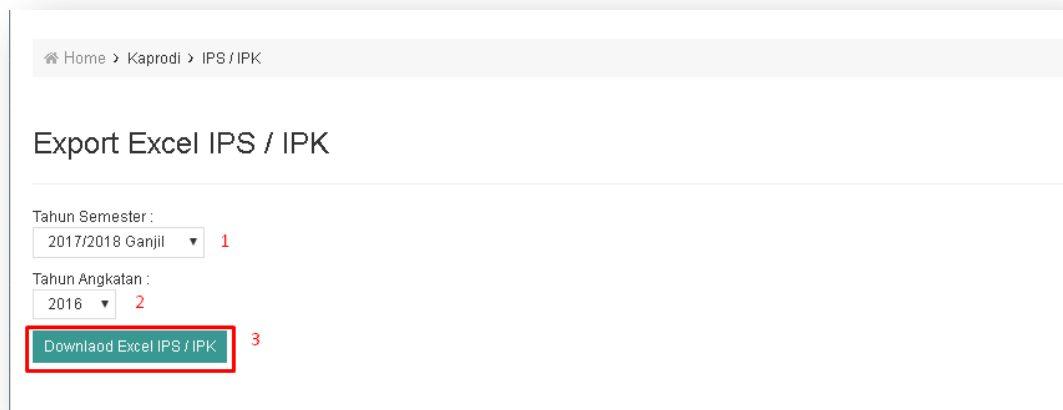 Home > Kaprodi > IPS / IPK
Export Excel IPS / IPK
Tahun Semester :
2017/2018 Ganjil ▼ 1
Tahun Angkatan :
2016 ▼ 2
Downlaod Excel IPS / IPK 3